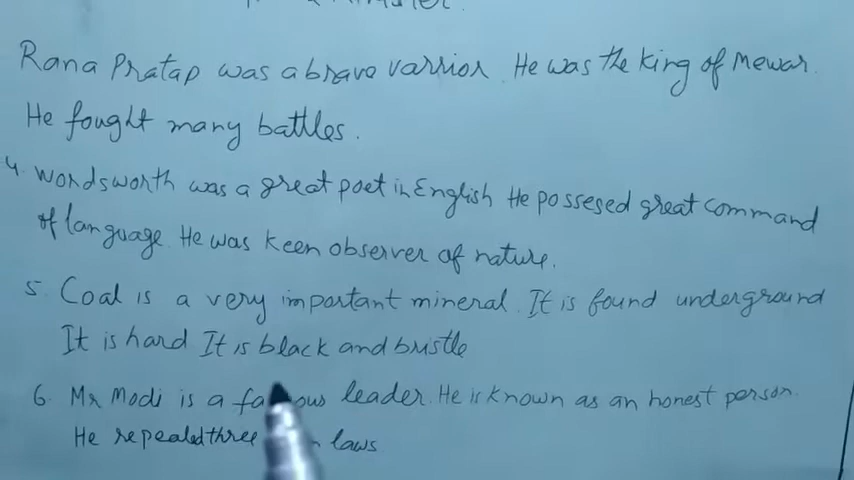 Rana Pratap was a brave varrior. He was the king of Mewar.
He fought many battles.
4. Wordsworth was a great poet in English He possesed great command
of language. He was keen observer of nature.
5. Coal is a very important mineral. It is found underground
It is hard It is black and bristle
6. Mr Modi is a famous leader. He is known as an honest person.
He repealed three laws